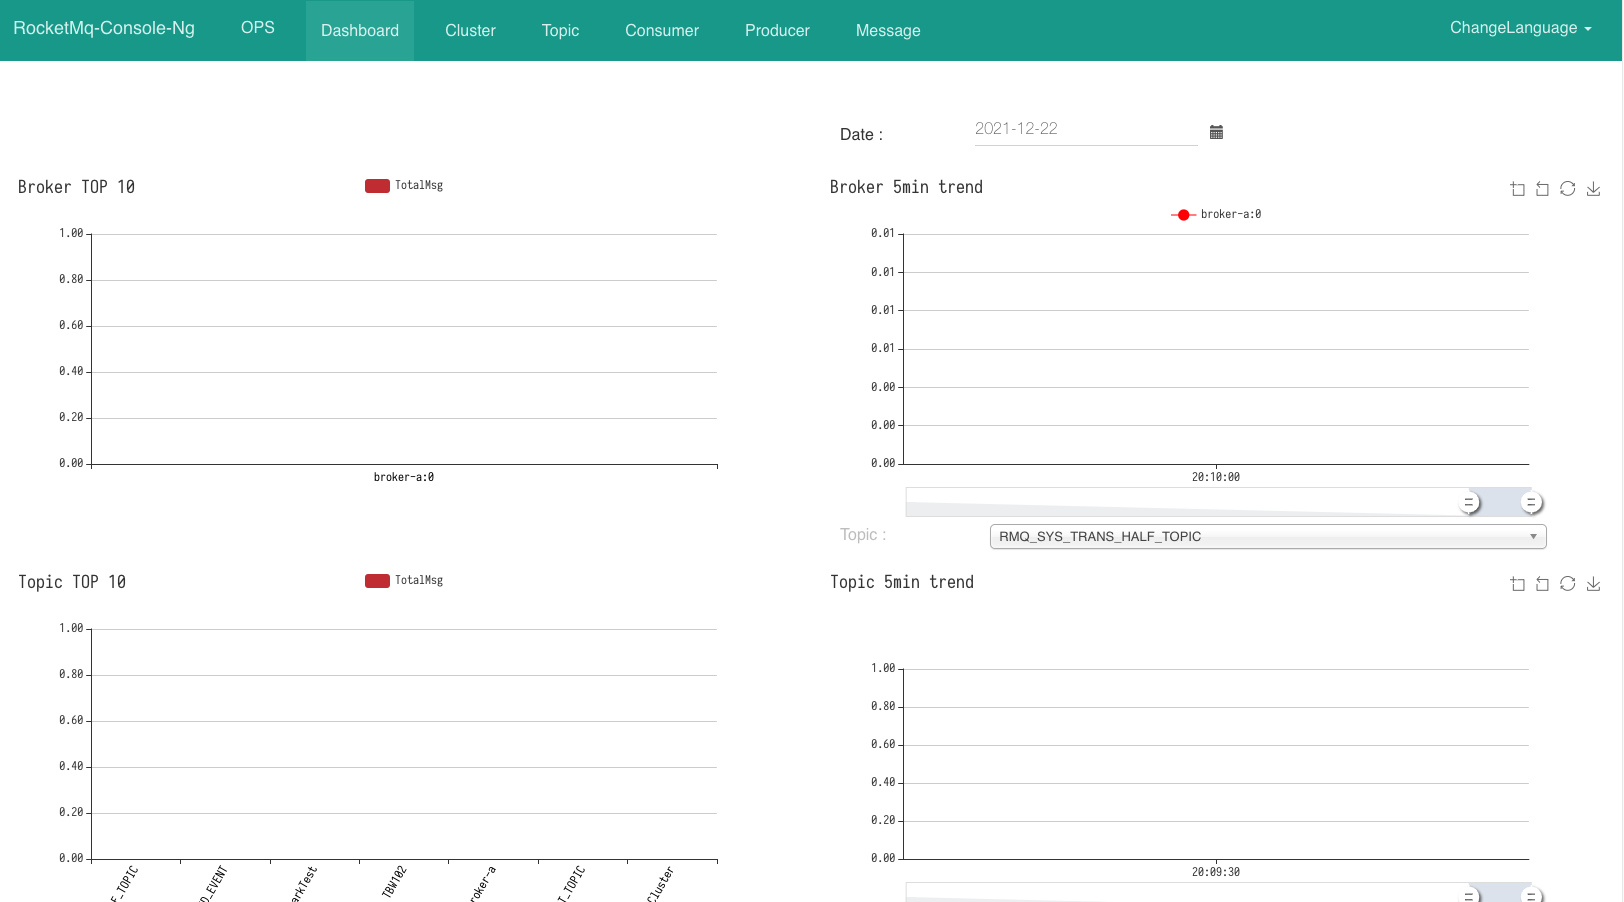 RocketMq-Console-Ng OPS Dashboard Cluster Topic Consumer Producer Message ChangeLanguage
Date : 2021-12-22
Broker TOP 10
TotalMsg
1.00
0.80
0.60
0.40
0.20
0.00
broker-a:0
Broker 5min trend
broker-a:0
0.01
0.01
0.01
0.01
0.00
0.00
0.00
20:10:00
Topic : RMQ_SYS_TRANS_HALF_TOPIC
Topic TOP 10
TotalMsg
1.00
0.80
0.60
0.40
0.20
0.00
F_TOPIC
D_EVENT
arkTest
TBW102
roker-a
T_TOPIC
Cluster
Topic 5min trend
1.00
0.80
0.60
0.40
0.20
0.00
20:09:30